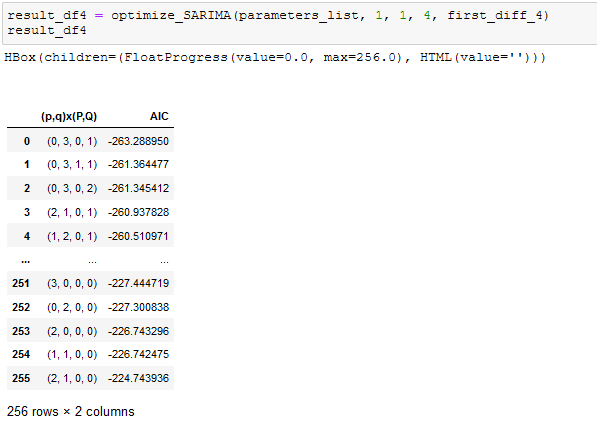 result_df4 = optimize_SARIMA(parameters_list, 1, 1, 4, first_diff_4)
result_df4
HBox(children=(FloatProgress(value=0.0, max=256.0), HTML(value='')))
(p,q)x(P,Q) AIC
0 (0, 3, 0, 1) -263.288950
1 (0, 3, 1, 1) -261.364477
2 (0, 3, 0, 2) -261.345412
3 (2, 1, 0, 1) -260.937828
4 (1, 2, 0, 1) -260.510971
... ... ...
251 (3, 0, 0, 0) -227.444719
252 (0, 2, 0, 0) -227.300838
253 (2, 0, 0, 0) -226.743296
254 (1, 1, 0, 0) -226.742475
255 (2, 1, 0, 0) -224.743936
256 rows × 2 columns